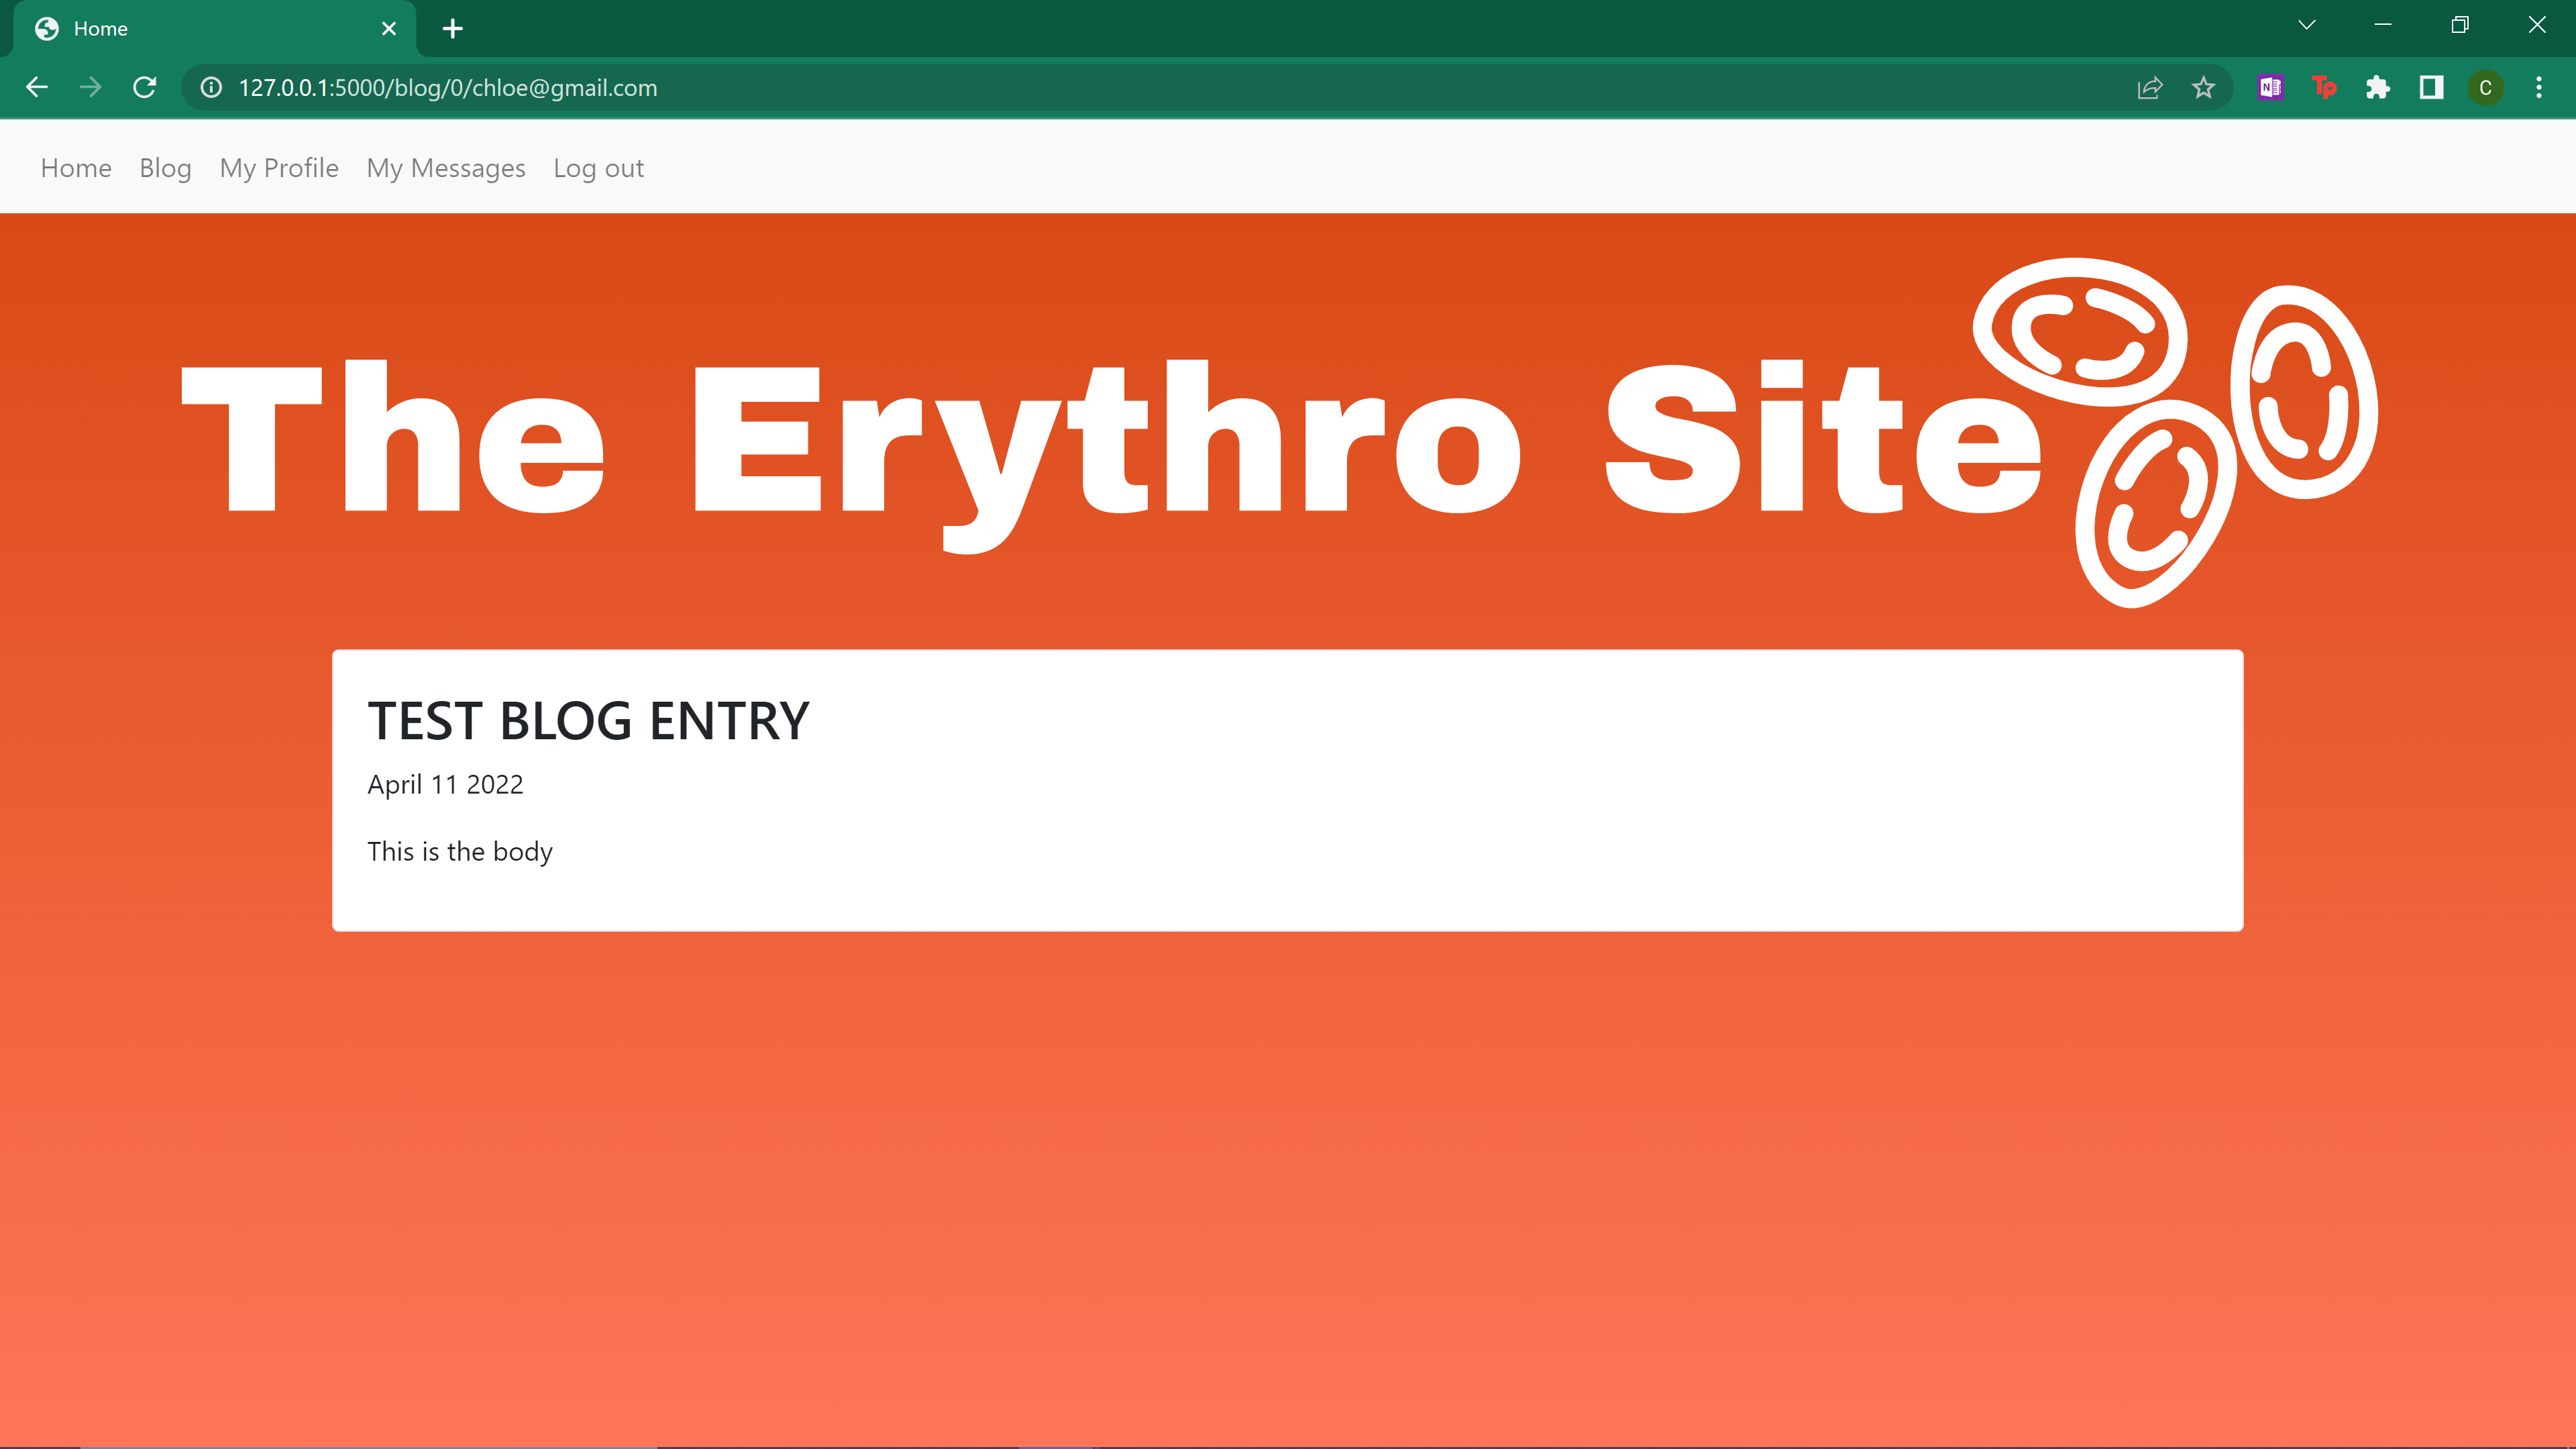 Home
127.0.0.1:5000/blog/0/chloe@gmail.com
N
Tp
C
Home Blog My Profile My Messages Log out
The Erythro Site
TEST BLOG ENTRY
April 11 2022
This is the body